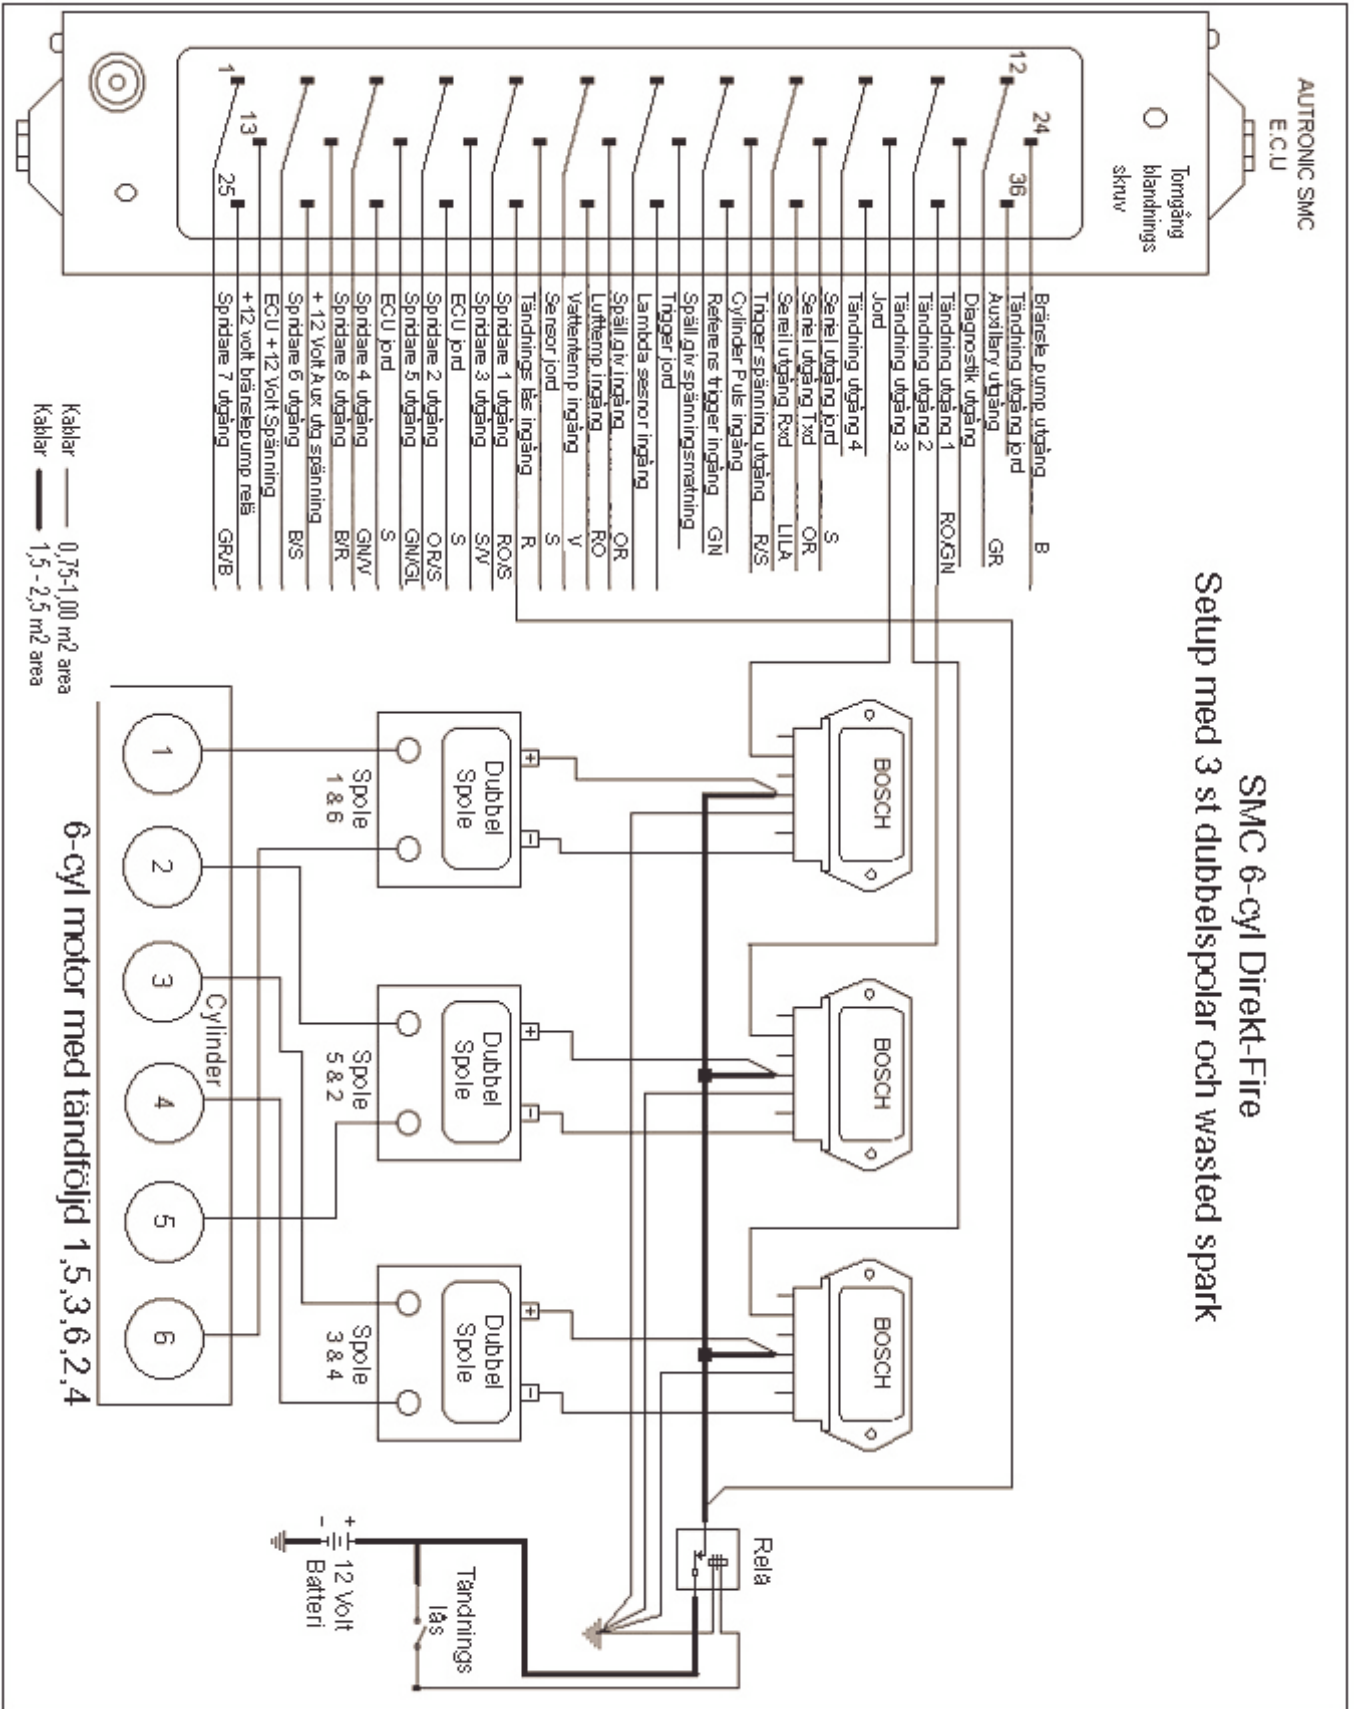 SMC 6-cyl Direkt-Fire
Setup med 3 st dubbelspolar och wasted spark
AUTRONIC SMC
E.C.U
Tomgång
blandnings
skruv
12
24
36
1
13
25
Bränsle pump utgång B
Tändning utgång jord
Auxillary utgång GR
Diagnostik utgång
Tändning utgång 1 RO/GN
Tändning utgång 2
Tändning utgång 3
Jord
Tändning utgång 4
Seriel utgång jord S
Seriel utgång Txd OR
Seriel utgång Rxd LILA
Trigger spänning utgång R/S
Cylinder Puls ingång
Referens trigger ingång GN
Späll.giv spänningsmatning
Trigger jord
Lambda sesnor ingång
Späll.giv ingång OR
Lufttemp ingång RO
Vattentemp ingång V
Sensor jord S
Tändnings lås ingång R
Spridare 1 utgång RO/S
Spridare 3 utgång S/V
ECU jord S
Spridare 2 utgång OR/S
Spridare 5 utgång GN/GL
ECU jord S
Spridare 4 utgång GN/V
Spridare 8 utgång B/R
+ 12 Volt Aux utg spänning
Spridare 6 utgång B/S
ECU + 12 Volt Spänning
+12 volt bränslepump relä
Spridare 7 utgång GR/B
Kaklar 0,75-1,00 m2 area
Kaklar 1,5 - 2,5 m2 area
BOSCH
BOSCH
BOSCH
Relä
+
-
Dubbel
Spole
Spole
1 & 6
+
-
Dubbel
Spole
Spole
5 & 2
+
-
Dubbel
Spole
Spole
3 & 4
Tändnings
lås
+
-
12 Volt
Batteri
Cylinder
1
2
3
4
5
6
6-cyl motor med tändföljd 1,5,3,6,2,4